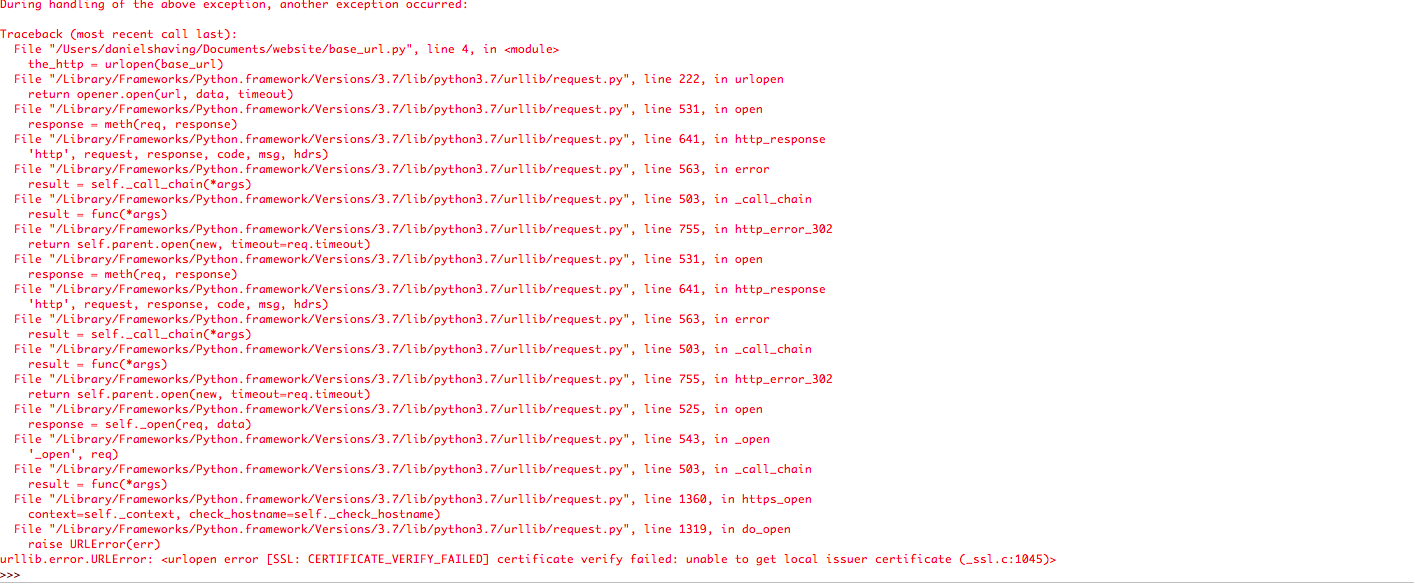 During handling of the above exception, another exception occurred:
Traceback (most recent call last):
File "/Users/danielshaving/Documents/website/base_url.py", line 4, in <module>
the_http = urlopen(base_url)
File "/Library/Frameworks/Python.framework/Versions/3.7/lib/python3.7/urllib/request.py", line 222, in urlopen
return opener.open(url, data, timeout)
File "/Library/Frameworks/Python.framework/Versions/3.7/lib/python3.7/urllib/request.py", line 531, in open
response = meth(req, response)
File "/Library/Frameworks/Python.framework/Versions/3.7/lib/python3.7/urllib/request.py", line 641, in http_response
'http', request, response, code, msg, hdrs)
File "/Library/Frameworks/Python.framework/Versions/3.7/lib/python3.7/urllib/request.py", line 563, in error
result = self._call_chain(*args)
File "/Library/Frameworks/Python.framework/Versions/3.7/lib/python3.7/urllib/request.py", line 503, in _call_chain
result = func(*args)
File "/Library/Frameworks/Python.framework/Versions/3.7/lib/python3.7/urllib/request.py", line 755, in http_error_302
return self.parent.open(new, timeout=req.timeout)
File "/Library/Frameworks/Python.framework/Versions/3.7/lib/python3.7/urllib/request.py", line 531, in open
response = meth(req, response)
File "/Library/Frameworks/Python.framework/Versions/3.7/lib/python3.7/urllib/request.py", line 641, in http_response
'http', request, response, code, msg, hdrs)
File "/Library/Frameworks/Python.framework/Versions/3.7/lib/python3.7/urllib/request.py", line 563, in error
result = self._call_chain(*args)
File "/Library/Frameworks/Python.framework/Versions/3.7/lib/python3.7/urllib/request.py", line 503, in _call_chain
result = func(*args)
File "/Library/Frameworks/Python.framework/Versions/3.7/lib/python3.7/urllib/request.py", line 755, in http_error_302
return self.parent.open(new, timeout=req.timeout)
File "/Library/Frameworks/Python.framework/Versions/3.7/lib/python3.7/urllib/request.py", line 525, in open
response = self._open(req, data)
File "/Library/Frameworks/Python.framework/Versions/3.7/lib/python3.7/urllib/request.py", line 543, in _open
'_open', req)
File "/Library/Frameworks/Python.framework/Versions/3.7/lib/python3.7/urllib/request.py", line 503, in _call_chain
result = func(*args)
File "/Library/Frameworks/Python.framework/Versions/3.7/lib/python3.7/urllib/request.py", line 1360, in https_open
context=self._context, check_hostname=self._check_hostname)
File "/Library/Frameworks/Python.framework/Versions/3.7/lib/python3.7/urllib/request.py", line 1319, in do_open
raise URLError(err)
urllib.error.URLError: <urlopen error [SSL: CERTIFICATE_VERIFY_FAILED] certificate verify failed: unable to get local issuer certificate (_ssl.c:1045)>
>>>